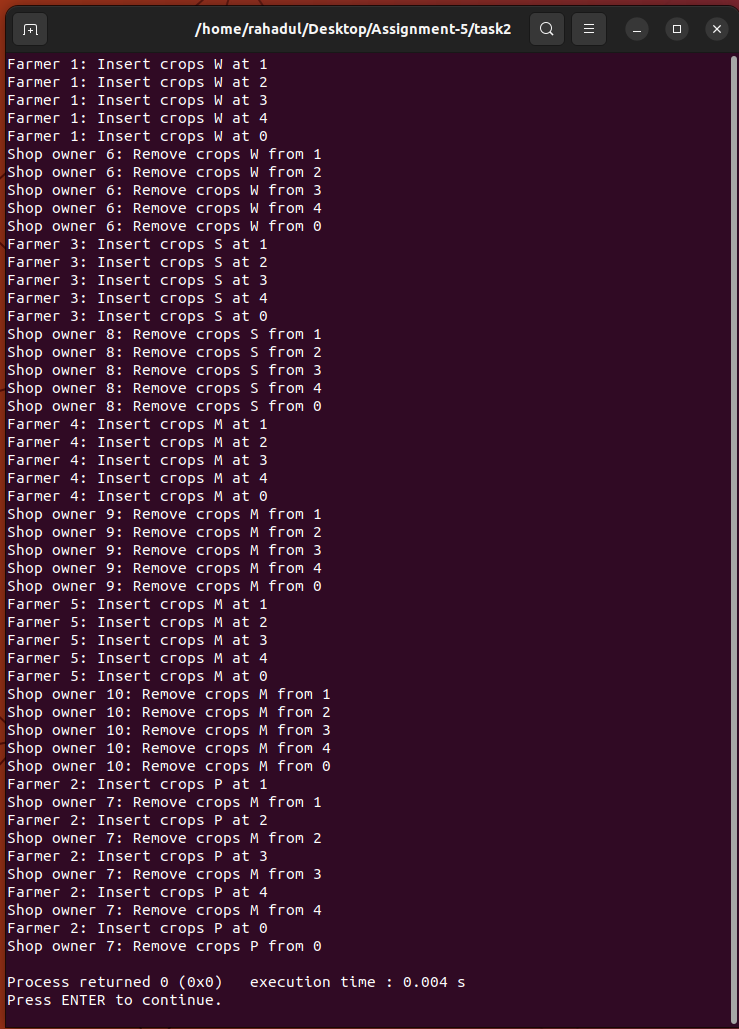 /home/rahadul/Desktop/Assignment-5/task2
Farmer 1: Insert crops W at 1
Farmer 1: Insert crops W at 2
Farmer 1: Insert crops W at 3
Farmer 1: Insert crops W at 4
Farmer 1: Insert crops W at 0
Shop owner 6: Remove crops W from 1
Shop owner 6: Remove crops W from 2
Shop owner 6: Remove crops W from 3
Shop owner 6: Remove crops W from 4
Shop owner 6: Remove crops W from 0
Farmer 3: Insert crops S at 1
Farmer 3: Insert crops S at 2
Farmer 3: Insert crops S at 3
Farmer 3: Insert crops S at 4
Farmer 3: Insert crops S at 0
Shop owner 8: Remove crops S from 1
Shop owner 8: Remove crops S from 2
Shop owner 8: Remove crops S from 3
Shop owner 8: Remove crops S from 4
Shop owner 8: Remove crops S from 0
Farmer 4: Insert crops M at 1
Farmer 4: Insert crops M at 2
Farmer 4: Insert crops M at 3
Farmer 4: Insert crops M at 4
Farmer 4: Insert crops M at 0
Shop owner 9: Remove crops M from 1
Shop owner 9: Remove crops M from 2
Shop owner 9: Remove crops M from 3
Shop owner 9: Remove crops M from 4
Shop owner 9: Remove crops M from 0
Farmer 5: Insert crops M at 1
Farmer 5: Insert crops M at 2
Farmer 5: Insert crops M at 3
Farmer 5: Insert crops M at 4
Farmer 5: Insert crops M at 0
Shop owner 10: Remove crops M from 1
Shop owner 10: Remove crops M from 2
Shop owner 10: Remove crops M from 3
Shop owner 10: Remove crops M from 4
Shop owner 10: Remove crops M from 0
Farmer 2: Insert crops P at 1
Shop owner 7: Remove crops M from 1
Farmer 2: Insert crops P at 2
Shop owner 7: Remove crops M from 2
Farmer 2: Insert crops P at 3
Shop owner 7: Remove crops M from 3
Farmer 2: Insert crops P at 4
Shop owner 7: Remove crops M from 4
Farmer 2: Insert crops P at 0
Shop owner 7: Remove crops P from 0
Process returned 0 (0x0)   execution time : 0.004 s
Press ENTER to continue.